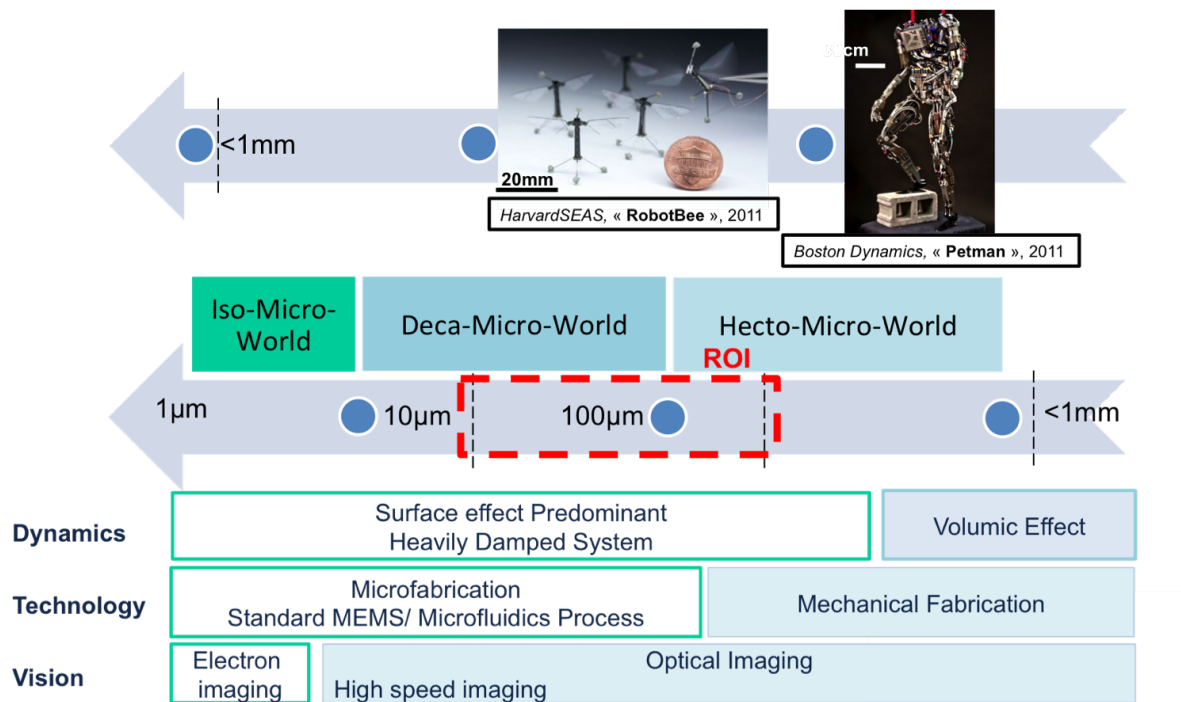 cm
<1mm
20mm
HarvardSEAS, « RobotBee », 2011
Boston Dynamics, « Petman », 2011
Iso-Micro-
World
Deca-Micro-World
Hecto-Micro-World
ROI
1µm
10µm
100µm
<1mm
Dynamics
Surface effect Predominant
Heavily Damped System
Volumic Effect
Technology
Microfabrication
Standard MEMS/ Microfluidics Process
Mechanical Fabrication
Vision
Electron
imaging
Optical Imaging
High speed imaging